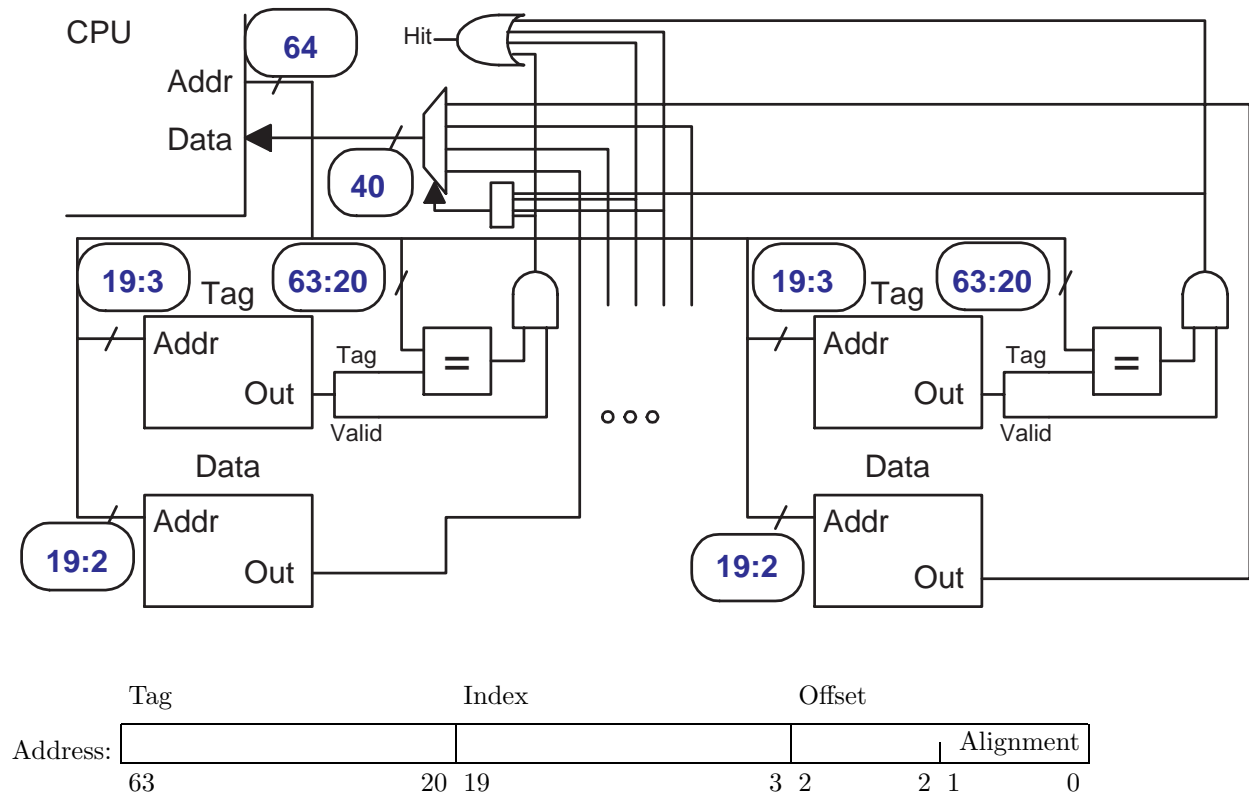 CPU
64
Hit
Addr
Data
40
19:3
Tag
63:20
19:3
Tag
63:20
Addr
Out
Tag
=
Valid
Addr
Out
Tag
=
Valid
Data
Data
Addr
Out
19:2
Addr
Out
19:2
Tag Index Offset
Address: Alignment
63 20 19 3 2 2 1 0